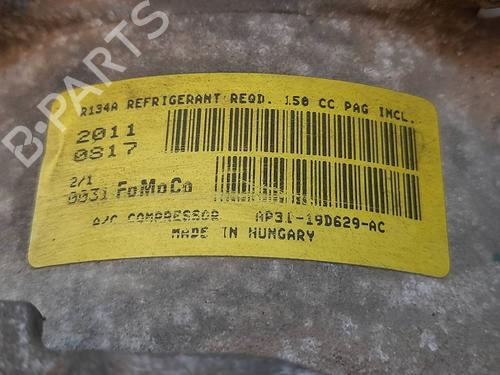 B-PARTS
R134A REFRIGERANT REQD. 150 CC PAG INCL.
2011
0817
2/1
0031 FoMoCo
A/C COMPRESSOR AP31-19D629-AC
MADE IN HUNGARY